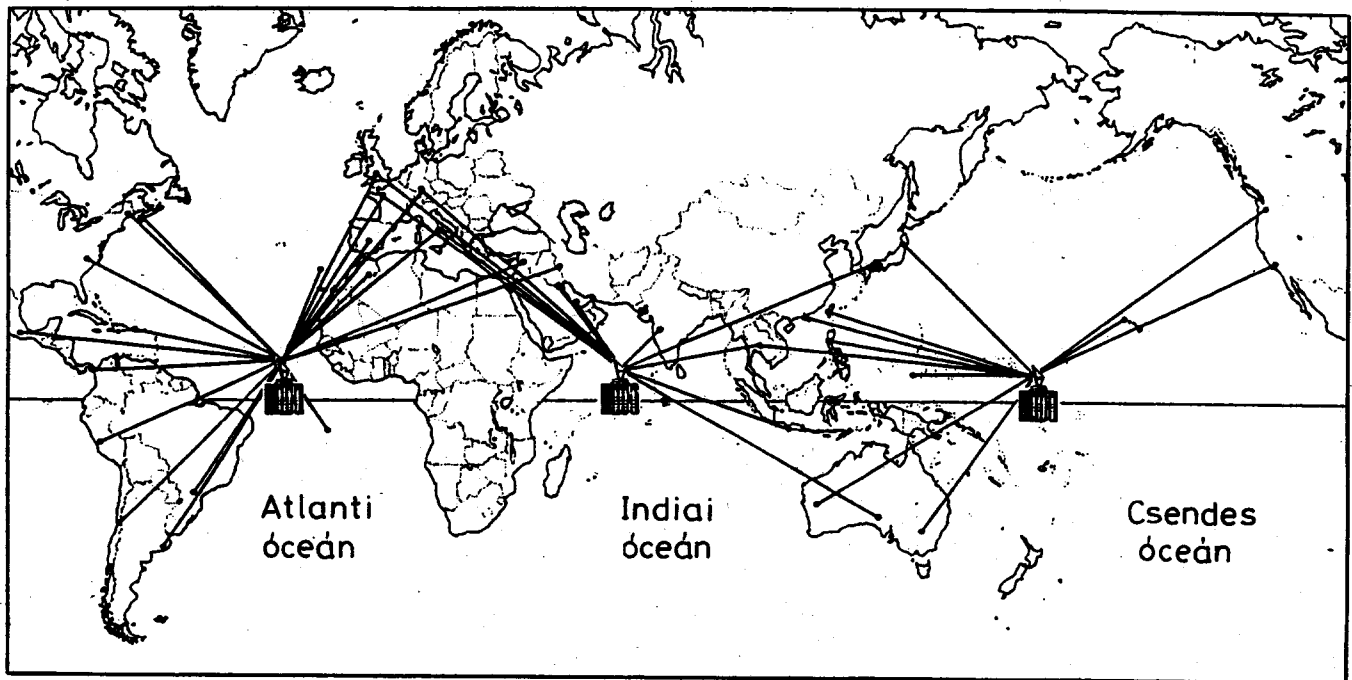 Atlanti
óceán
Indiai
óceán
Csendes
óceán